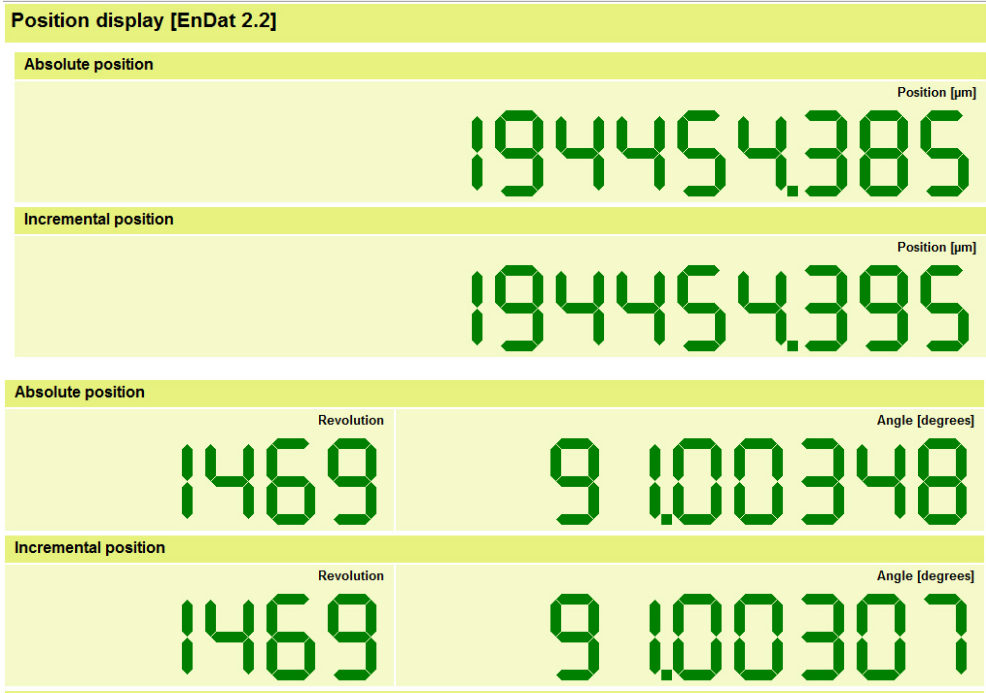 Position display [EnDat 2.2]
Absolute position
Position [µm]
194454.385
Incremental position
Position [µm]
194454.395
Absolute position
Revolution Angle [degrees]
1469 91.00348
Incremental position
Revolution Angle [degrees]
1469 91.00307